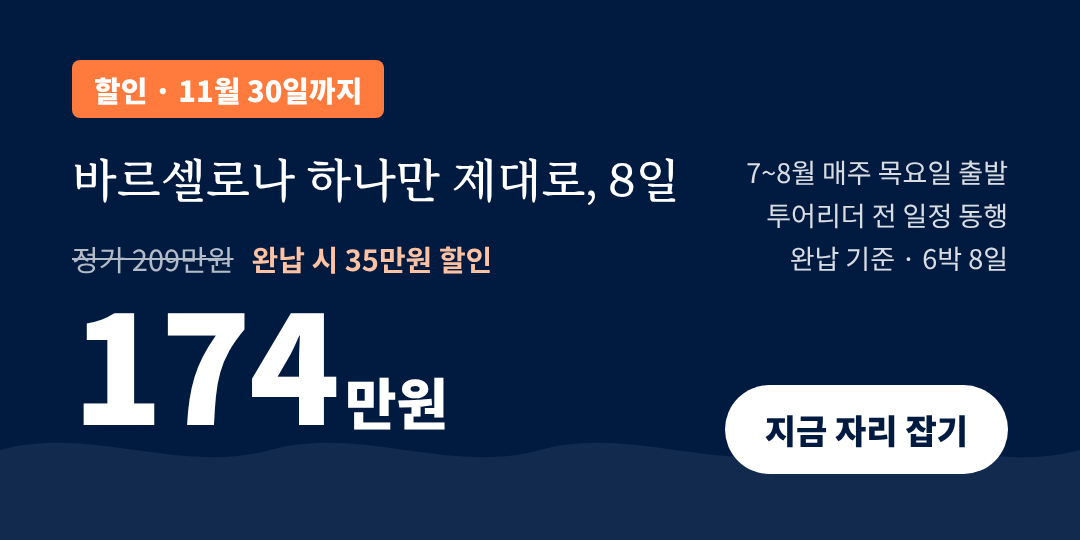 할인 · 11월 30일까지
바르셀로나 하나만 제대로, 8일
정가 209만원 완납 시 35만원 할인
174만원
7~8월 매주 목요일 출발
투어리더 전 일정 동행
완납 기준 · 6박 8일
지금 자리 잡기